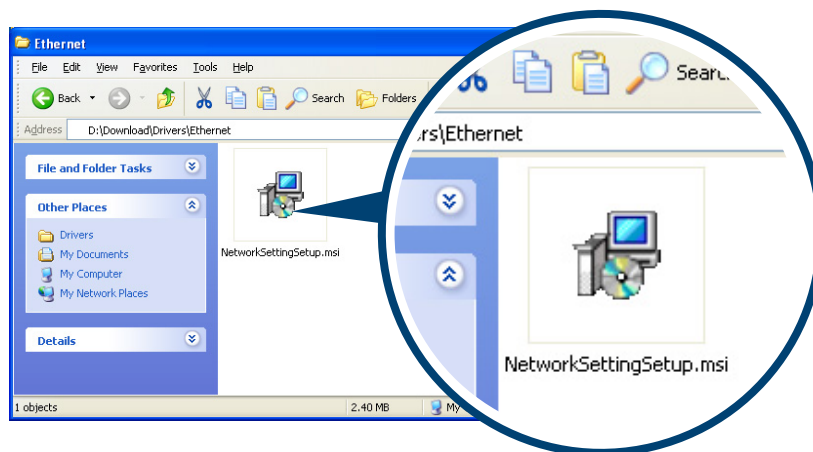 Ethernet
File Edit View Favorites Tools Help
Back Search Folders
Address D:\Download\Drivers\Ethernet
File and Folder Tasks
Other Places
Drivers
My Documents
My Computer
My Network Places
Details
NetworkSettingSetup.msi
1 objects 2.40 MB My
\Ethernet
NetworkSettingSetup.msi